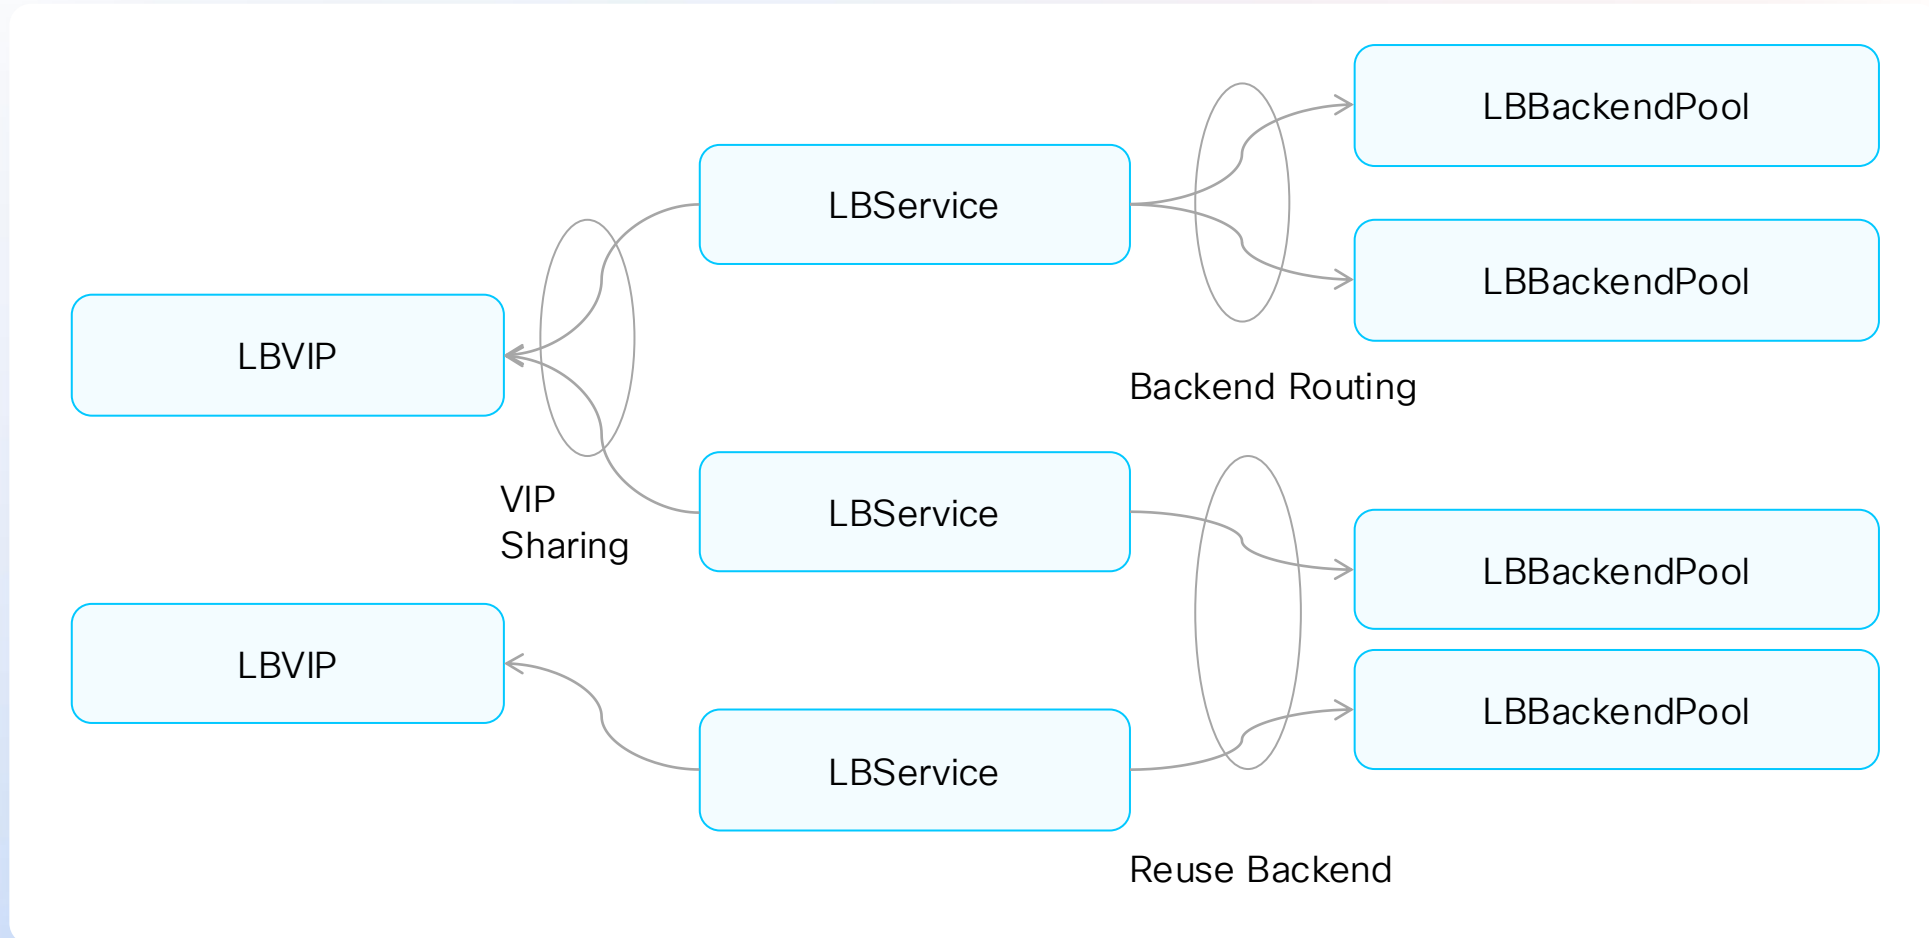 LBBackendPool
LBService
LBBackendPool
LBVIP
Backend Routing
VIP
Sharing
LBService
LBBackendPool
LBVIP
LBBackendPool
LBService
Reuse Backend